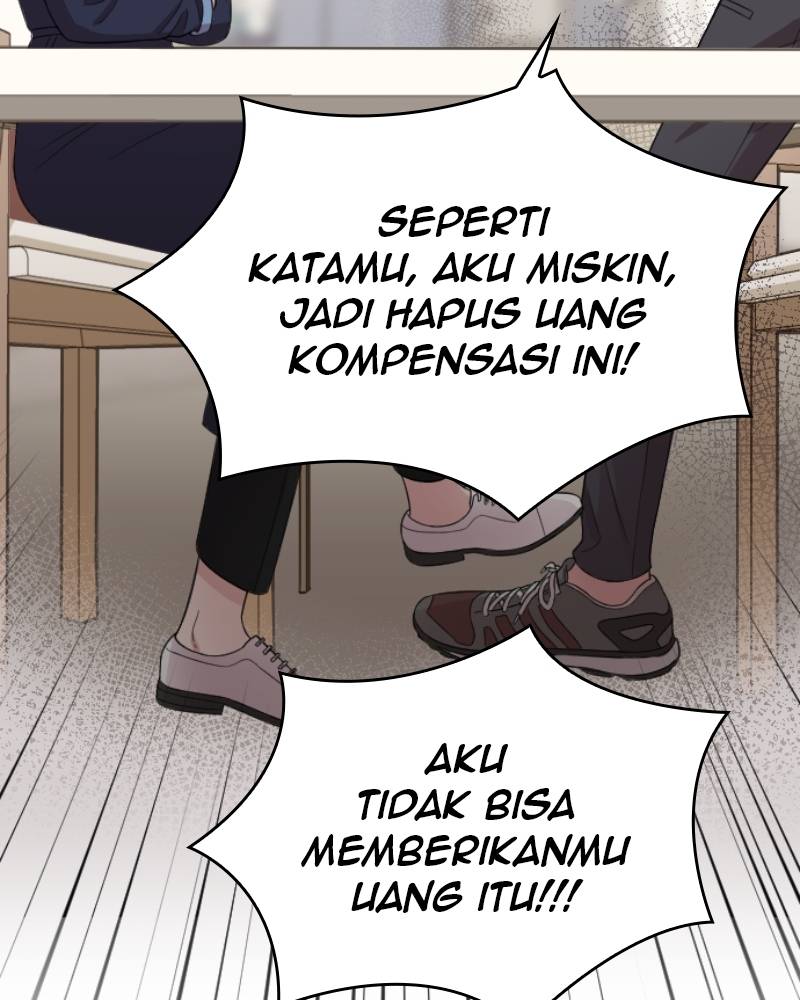 SEPERTI
KATAMU, AKU MISKIN,
JADI HAPUS UANG
KOMPENSASI INI!
AKU
TIDAK BISA
MEMBERIKANMU
UANG ITU!!!